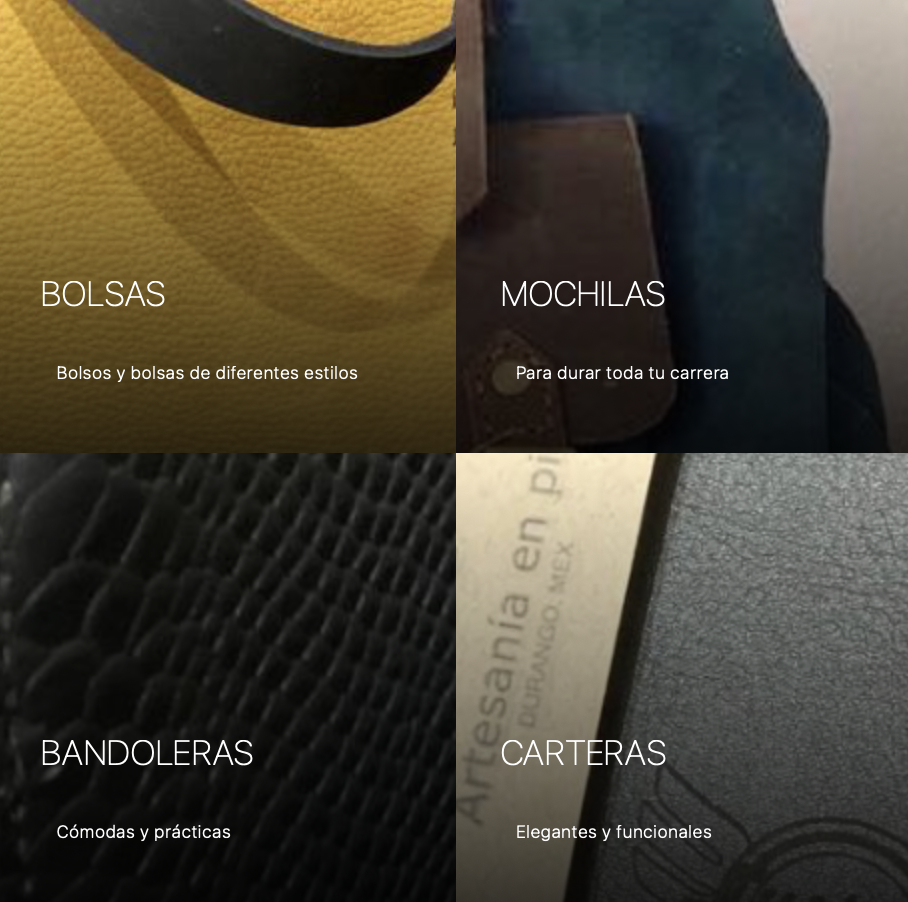 BOLSAS
Bolsos y bolsas de diferentes estilos
MOCHILAS
Para durar toda tu carrera
Artesanía en
DURANGO, MEX
BANDOLERAS
Cómodas y prácticas
CARTERAS
Elegantes y funcionales